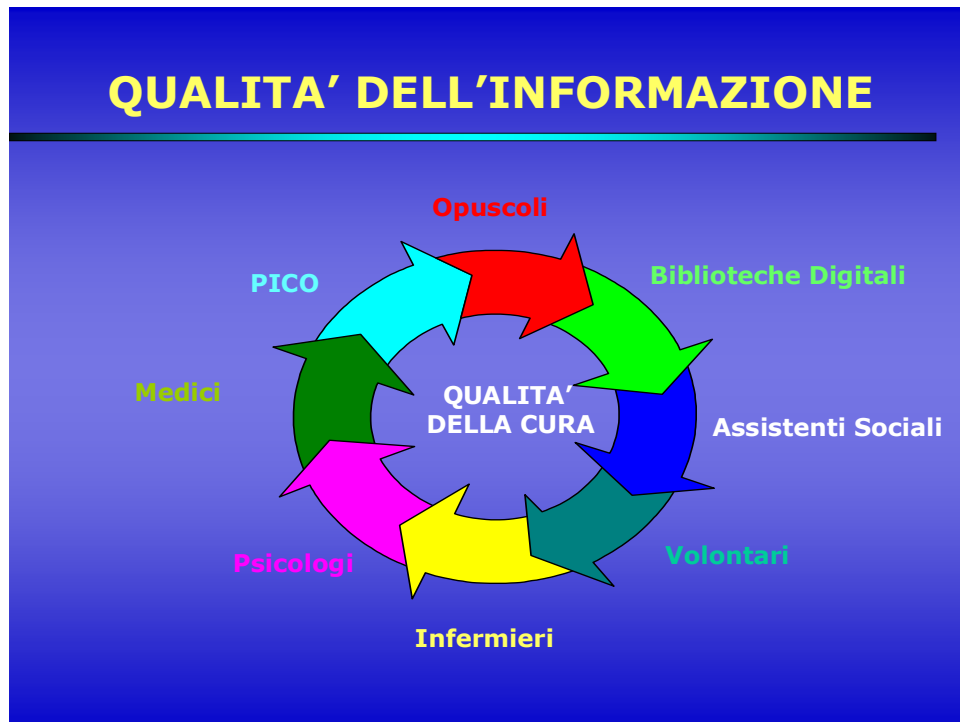 QUALITA’ DELL’INFORMAZIONE
Opuscoli
Biblioteche Digitali
PICO
Medici
QUALITA’
DELLA CURA
Assistenti Sociali
Volontari
Psicologi
Infermieri